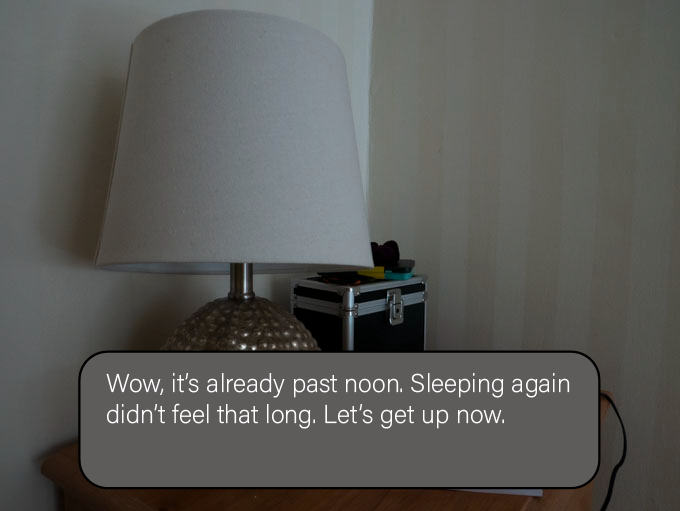 Wow, it's already past noon. Sleeping again
didn't feel that long. Let's get up now.